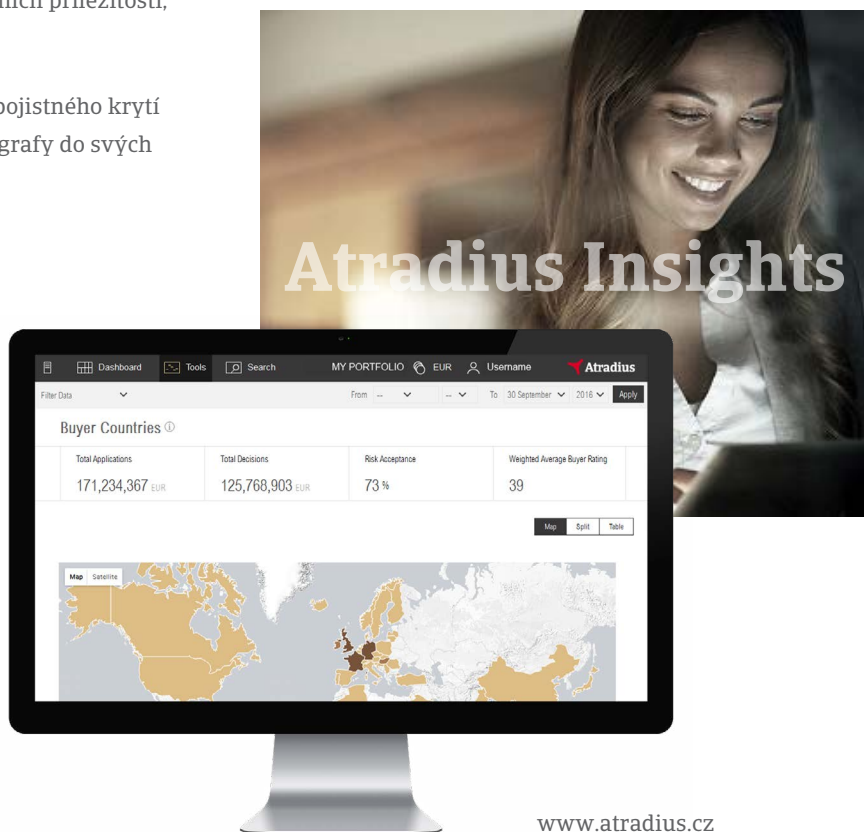 ních příležitostí,
pojistného krytí
grafy do svých
Atradius Insights
Dashboard Tools Search MY PORTFOLIO EUR Username Atradius
Filter Data From -- -- To 30 September 2016 Apply
Buyer Countries
Total Applications Total Decisions Risk Acceptance Weighted Average Buyer Rating
171,234,367 EUR 125,768,903 EUR 73 % 39
Map Split Table
Map Satellite
www.atradius.cz